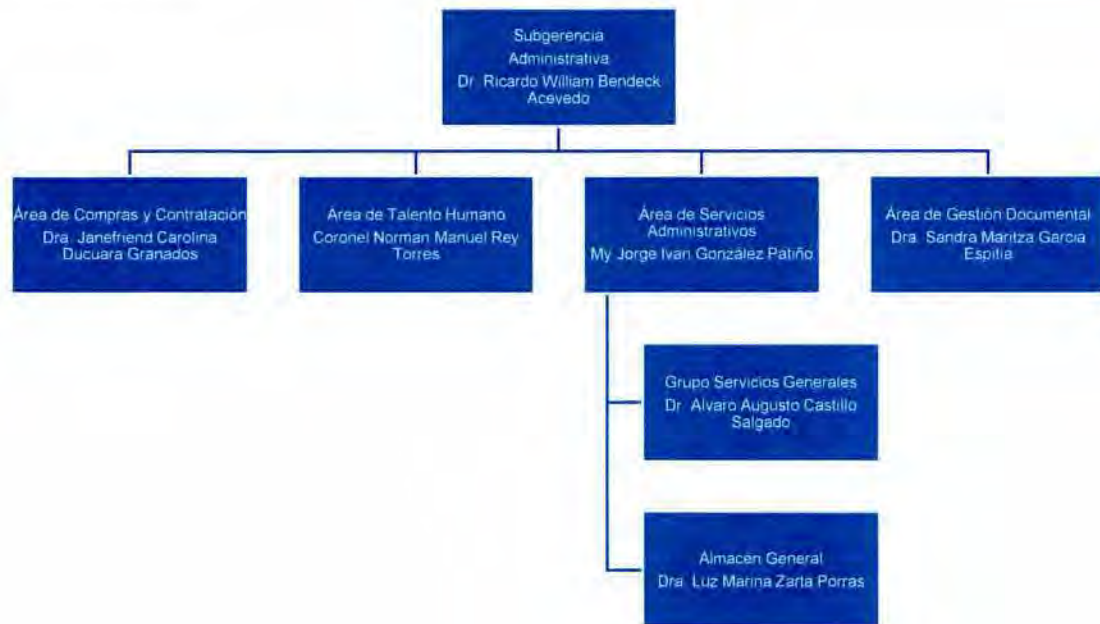 Subgerencia
Administrativa
Dr. Ricardo William Bendeck
Acevedo
Área de Compras y Contratación
Dra. Janefriend Carolina
Ducuara Granados
Área de Talento Humano
Coronel Norman Manuel Rey
Torres
Área de Servicios
Administrativos
My Jorge Ivan González Patiño
Área de Gestión Documental
Dra. Sandra Maritza Garcia
Espitia
Grupo Servicios Generales
Dr. Alvaro Augusto Castillo
Salgado
Almacén General
Dra. Luz Marina Zarta Porras